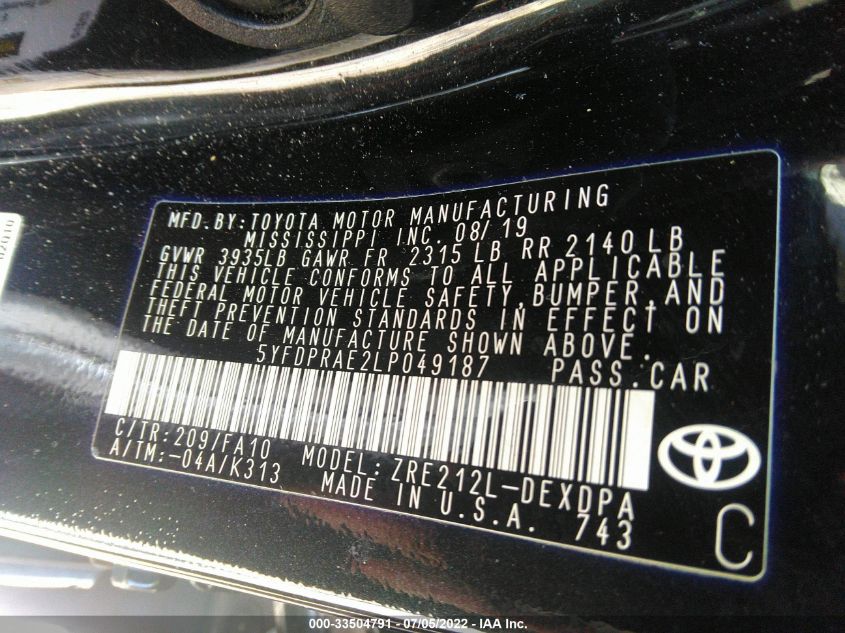 MFD.BY:TOYOTA MOTOR MANUFACTURING
MISSISSIPPI INC. 08/19
GVWR 3935LB GAWR FR 2315 LB RR 2140LB
THIS VEHICLE CONFORMS TO ALL APPLICABLE
FEDERAL MOTOR VEHICLE SAFETY,BUMPER,AND
THEFT PREVENTION STANDARDS IN EFFECT ON
THE DATE OF MANUFACTURE SHOWN ABOVE.
5YFDPRAE2LP049187 PASS.CAR
C/TR:209/FA10 MODEL: ZRE212L-DEXDPA
A/TM:-04A/K313 MADE IN U.S.A. 743
C
000-33504791 - 07/05/2022 - IAA Inc.